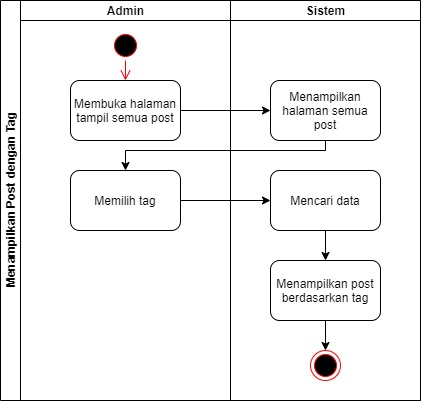 Admin
Sistem
Menampilkan Post dengan Tag
Membuka halaman
tampil semua post
Menampilkan
halaman semua
post
Memilih tag
Mencari data
Menampilkan post
berdasarkan tag